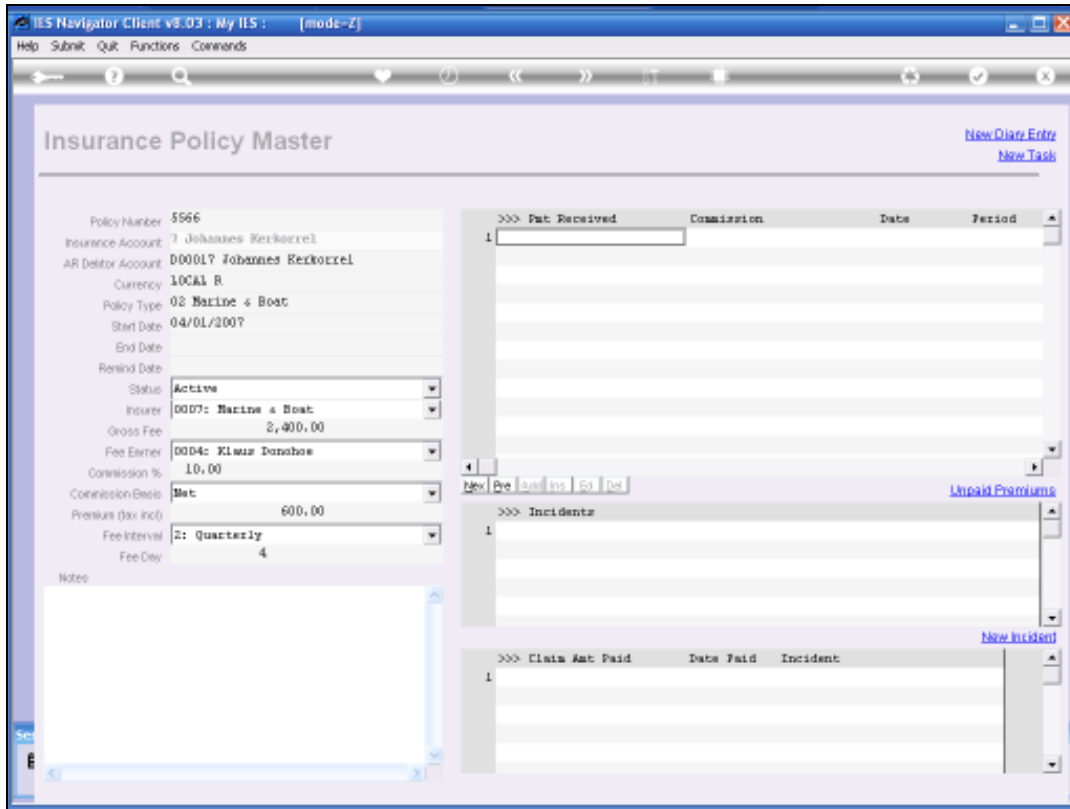 IES Navigator Client v8.03 : My IES : [mode-Z]
Help Submit Quit Functions Commands
Insurance Policy Master
New Diary Entry
New Task
Policy Number 5566
Insurance Account 7 Johannes Kerkorrel
AR Debtor Account D00017 Johannes Kerkorrel
Currency LOCAL R
Policy Type 02 Marine & Boat
Start Date 04/01/2007
End Date
Remind Date
Status Active
Insurer 0007: Marine & Boat
Gross Fee 2,400.00
Fee Earner 0004: Klaus Donohoe
Commission % 10.00
Commission Basis Net
Premium (tax incl) 600.00
Fee Interval 2: Quarterly
Fee Day 4
Notes
>>> Pmt Received Commission Date Period
1
Nex Pre Add Ins Ed Del
Unpaid Premiums
>>> Incidents
1
New Incident
>>> Claim Amt Paid Date Paid Incident
1